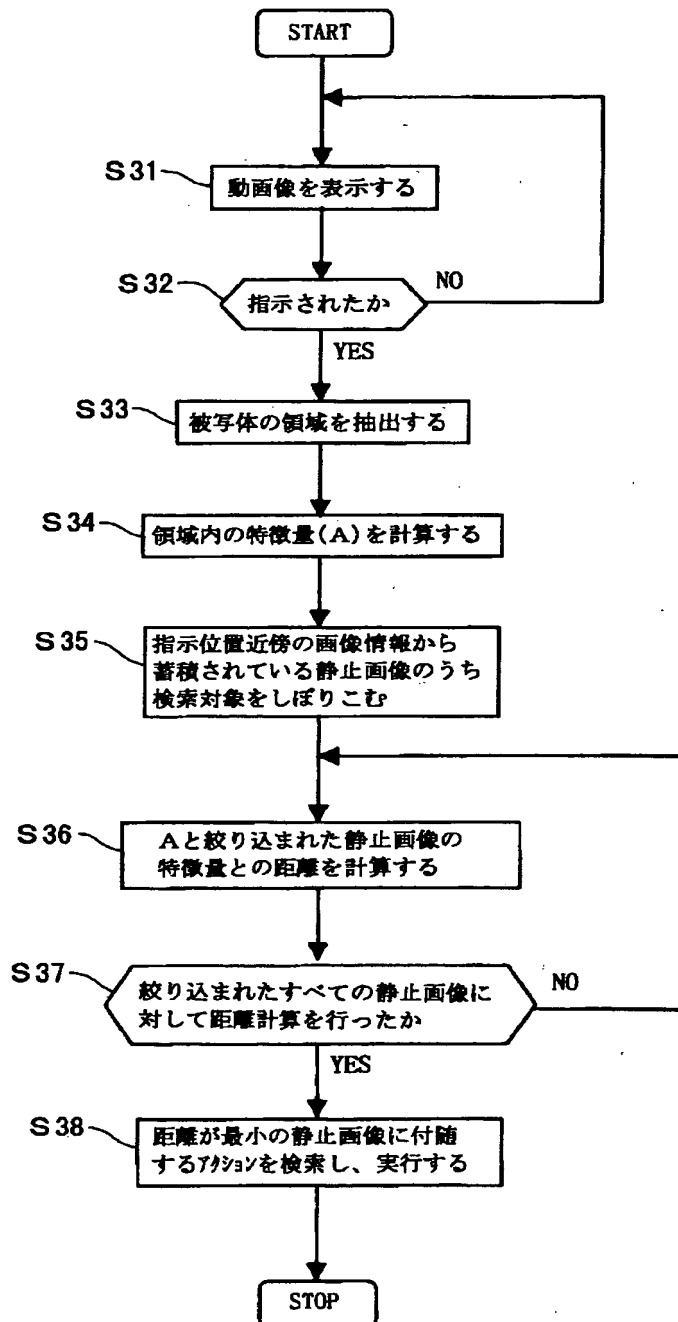 START
S31
動画像を表示する
S32
指示されたか
NO
YES
S33
被写体の領域を抽出する
S34
領域内の特徴量(A)を計算する
S35
指示位置近傍の画像情報から
蓄積されている静止画像のうち
検索対象をしぼりこむ
S36
Aと絞り込まれた静止画像の
特徴量との距離を計算する
S37
絞り込まれたすべての静止画像に
対して距離計算を行ったか
NO
YES
S38
距離が最小の静止画像に付随
するｱｸｼｮﾝを検索し、実行する
STOP